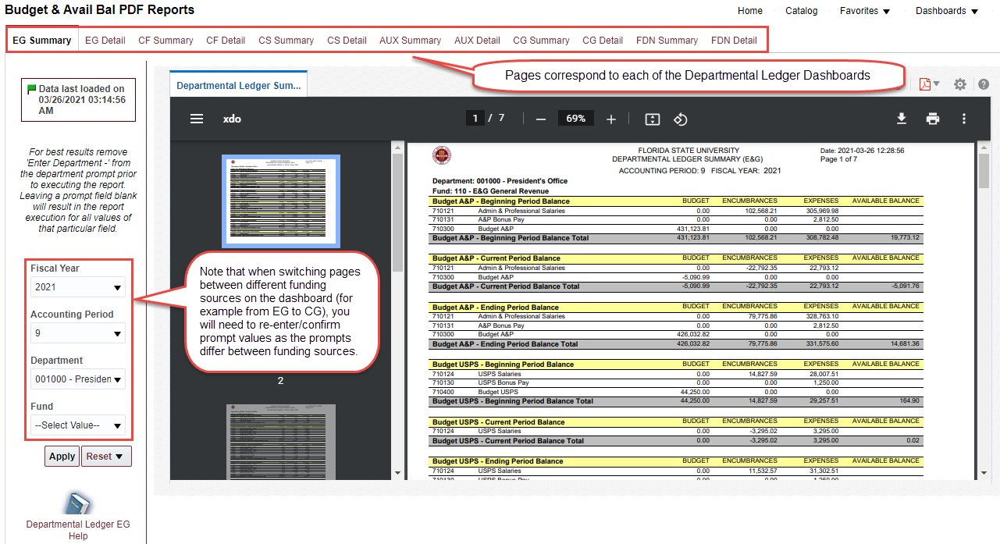 Budget & Avail Bal PDF Reports
Home Catalog Favorites Dashboards
EG Summary EG Detail CF Summary CF Detail CS Summary CS Detail AUX Summary AUX Detail CG Summary CG Detail FDN Summary FDN Detail
Pages correspond to each of the Departmental Ledger Dashboards
Data last loaded on
03/26/2021 03:14:56
AM
For best results remove
'Enter Department -' from
the department prompt prior
to executing the report.
Leaving a prompt field blank
will result in the report
execution for all values of
that particular field.
Fiscal Year
2021
Accounting Period
9
Department
001000 - Presiden
Fund
--Select Value--
Apply Reset
Departmental Ledger EG
Help
Departmental Ledger Sum...
xdo
1 / 7
69%
Note that when switching pages
between different funding
sources on the dashboard (for
example from EG to CG), you
will need to re-enter/confirm
prompt values as the prompts
differ between funding sources.
2
FLORIDA STATE UNIVERSITY
DEPARTMENTAL LEDGER SUMMARY (E&G)
ACCOUNTING PERIOD: 9 FISCAL YEAR: 2021
Date: 2021-03-26 12:28:56
Page 1 of 7
Department: 001000 - President's Office
Fund: 110 - E&G General Revenue
Budget A&P - Beginning Period Balance BUDGET ENCUMBRANCES EXPENSES AVAILABLE BALANCE
710121 Admin & Professional Salaries 0.00 102,568.21 305,969.98
710131 A&P Bonus Pay 0.00 0.00 2,812.50
710300 Budget A&P 431,123.81 0.00 0.00
Budget A&P - Beginning Period Balance Total 431,123.81 102,568.21 308,782.48 19,773.12
Budget A&P - Current Period Balance BUDGET ENCUMBRANCES EXPENSES AVAILABLE BALANCE
710121 Admin & Professional Salaries 0.00 -22,792.35 22,793.12
710300 Budget A&P -5,090.99 0.00 0.00
Budget A&P - Current Period Balance Total -5,090.99 -22,792.35 22,793.12 -5,091.76
Budget A&P - Ending Period Balance BUDGET ENCUMBRANCES EXPENSES AVAILABLE BALANCE
710121 Admin & Professional Salaries 0.00 79,775.86 328,763.10
710131 A&P Bonus Pay 0.00 0.00 2,812.50
710300 Budget A&P 426,032.82 0.00 0.00
Budget A&P - Ending Period Balance Total 426,032.82 79,775.86 331,575.60 14,681.36
Budget USPS - Beginning Period Balance BUDGET ENCUMBRANCES EXPENSES AVAILABLE BALANCE
710124 USPS Salaries 0.00 14,827.59 28,007.51
710130 USPS Bonus Pay 0.00 0.00 1,250.00
710400 Budget USPS 44,250.00 0.00 0.00
Budget USPS - Beginning Period Balance Total 44,250.00 14,827.59 29,257.51 164.90
Budget USPS - Current Period Balance BUDGET ENCUMBRANCES EXPENSES AVAILABLE BALANCE
710124 USPS Salaries 0.00 -3,295.02 3,295.00
Budget USPS - Current Period Balance Total 0.00 -3,295.02 3,295.00 0.02
Budget USPS - Ending Period Balance BUDGET ENCUMBRANCES EXPENSES AVAILABLE BALANCE
710124 USPS Salaries 0.00 11,532.57 31,302.51
710130 USPS Bonus Pay 0.00 0.00 1,250.00